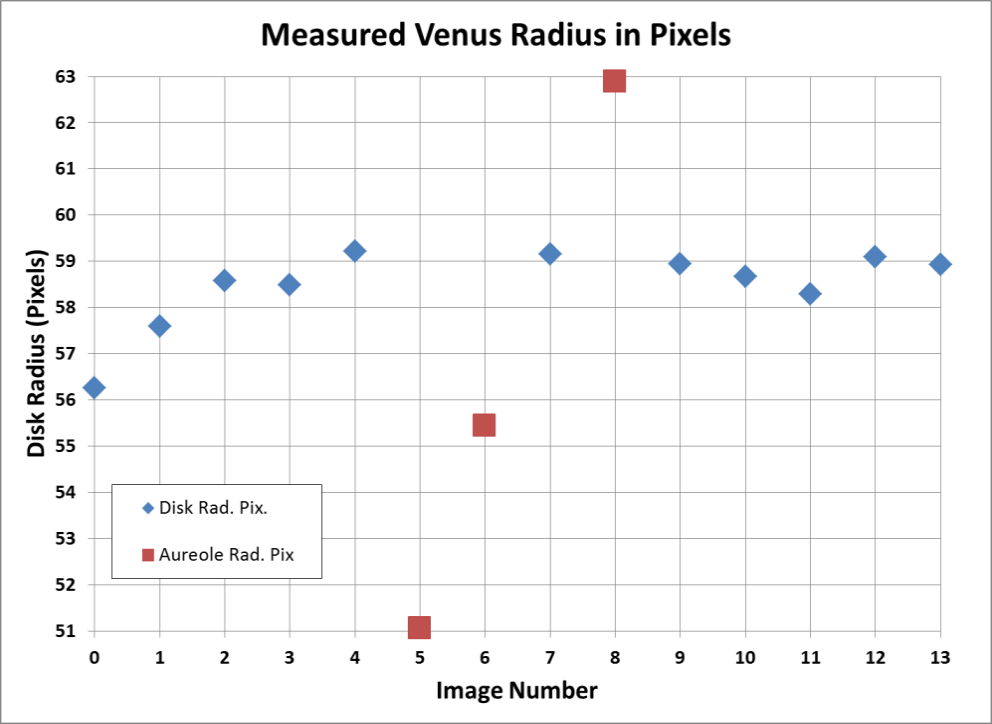 Measured Venus Radius in Pixels
63
62
61
60
59
58
57
56
55
54
53
52
51
Disk Radius (Pixels)
Disk Rad. Pix.
Aureole Rad. Pix
0 1 2 3 4 5 6 7 8 9 10 11 12 13
Image Number